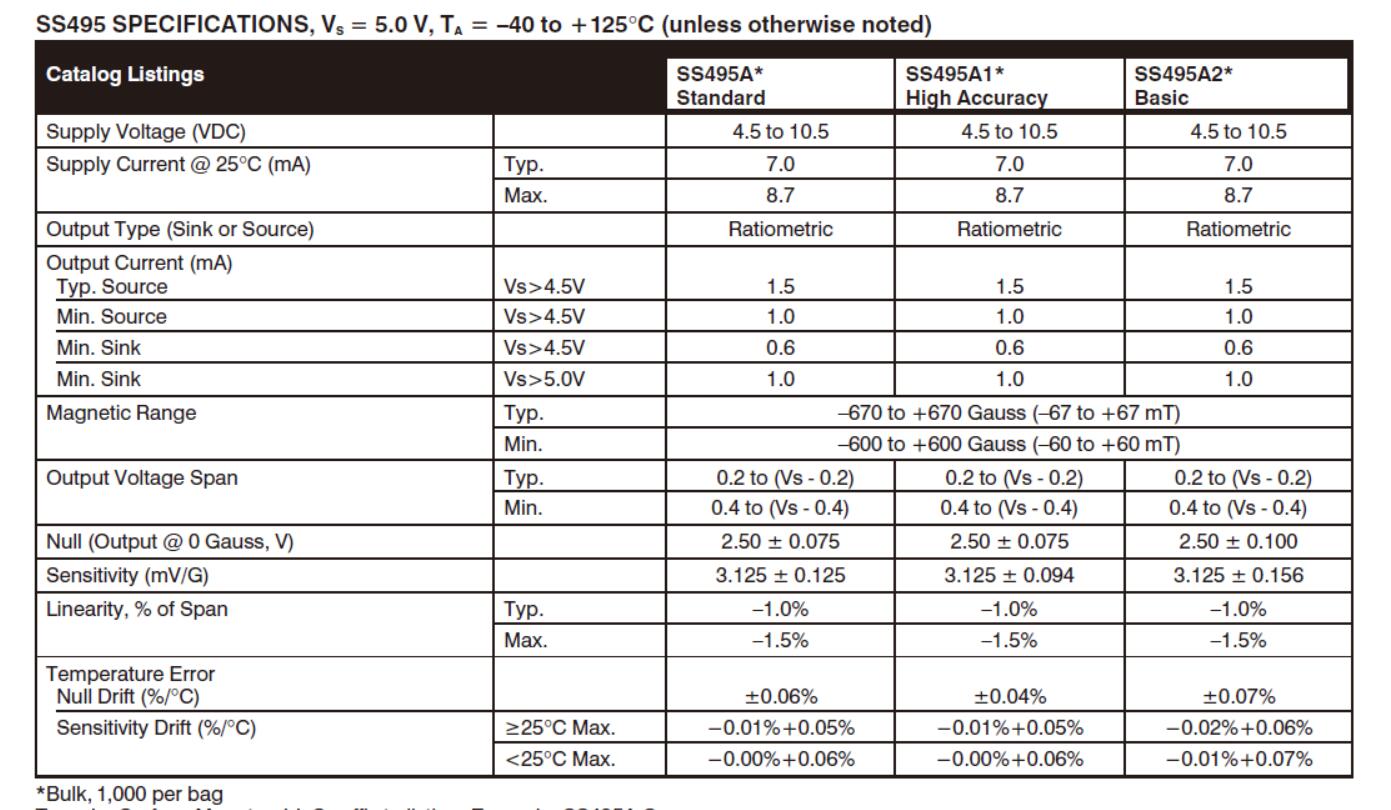 SS495 SPECIFICATIONS, Vs = 5.0 V, TA = –40 to +125°C (unless otherwise noted)
Catalog Listings SS495A* Standard SS495A1* High Accuracy SS495A2* Basic
Supply Voltage (VDC) 4.5 to 10.5 4.5 to 10.5 4.5 to 10.5
Supply Current @ 25°C (mA) Typ. 7.0 7.0 7.0
Max. 8.7 8.7 8.7
Output Type (Sink or Source) Ratiometric Ratiometric Ratiometric
Output Current (mA)
Typ. Source Vs>4.5V 1.5 1.5 1.5
Min. Source Vs>4.5V 1.0 1.0 1.0
Min. Sink Vs>4.5V 0.6 0.6 0.6
Min. Sink Vs>5.0V 1.0 1.0 1.0
Magnetic Range Typ. –670 to +670 Gauss (–67 to +67 mT)
Min. –600 to +600 Gauss (–60 to +60 mT)
Output Voltage Span Typ. 0.2 to (Vs - 0.2) 0.2 to (Vs - 0.2) 0.2 to (Vs - 0.2)
Min. 0.4 to (Vs - 0.4) 0.4 to (Vs - 0.4) 0.4 to (Vs - 0.4)
Null (Output @ 0 Gauss, V) 2.50 ± 0.075 2.50 ± 0.075 2.50 ± 0.100
Sensitivity (mV/G) 3.125 ± 0.125 3.125 ± 0.094 3.125 ± 0.156
Linearity, % of Span Typ. –1.0% –1.0% –1.0%
Max. –1.5% –1.5% –1.5%
Temperature Error
Null Drift (%/°C) ±0.06% ±0.04% ±0.07%
Sensitivity Drift (%/°C) ≥25°C Max. –0.01%+0.05% –0.01%+0.05% –0.02%+0.06%
<25°C Max. –0.00%+0.06% –0.00%+0.06% –0.01%+0.07%
*Bulk, 1,000 per bag